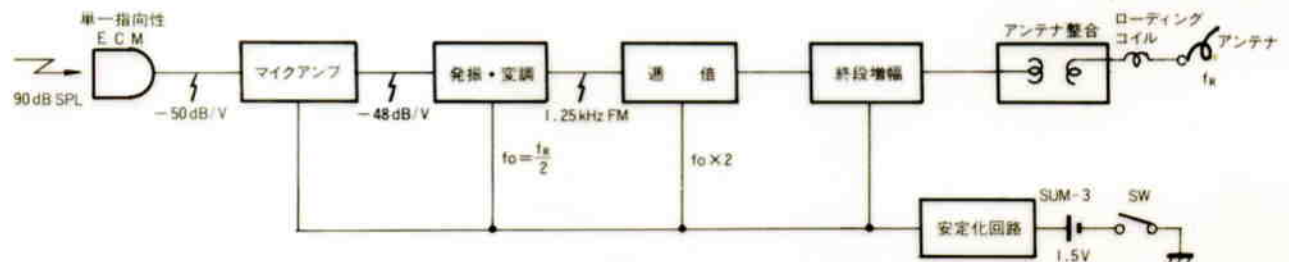 単一指向性
ECM
90dB SPL
−50dB/V
マイクアンプ
−48dB/V
発振・変調
1.25kHz FM
逓倍
終段増幅
アンテナ整合
ローディング
コイル
アンテナ
fR
fo=fR/2
fo×2
安定化回路
SUM-3
1.5V
SW